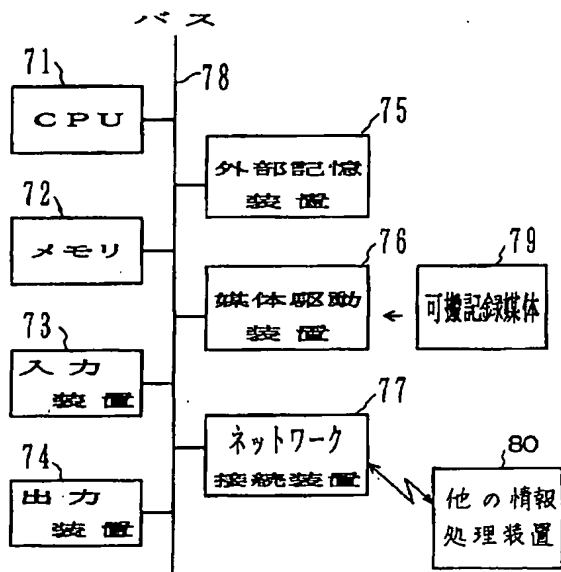 バス
71
78
CPU
75
外部記憶
装置
72
メモリ
76
79
媒体駆動
装置
可搬記録媒体
73
入力
装置
77
ネットワーク
接続装置
74
出力
装置
80
他の情報
処理装置